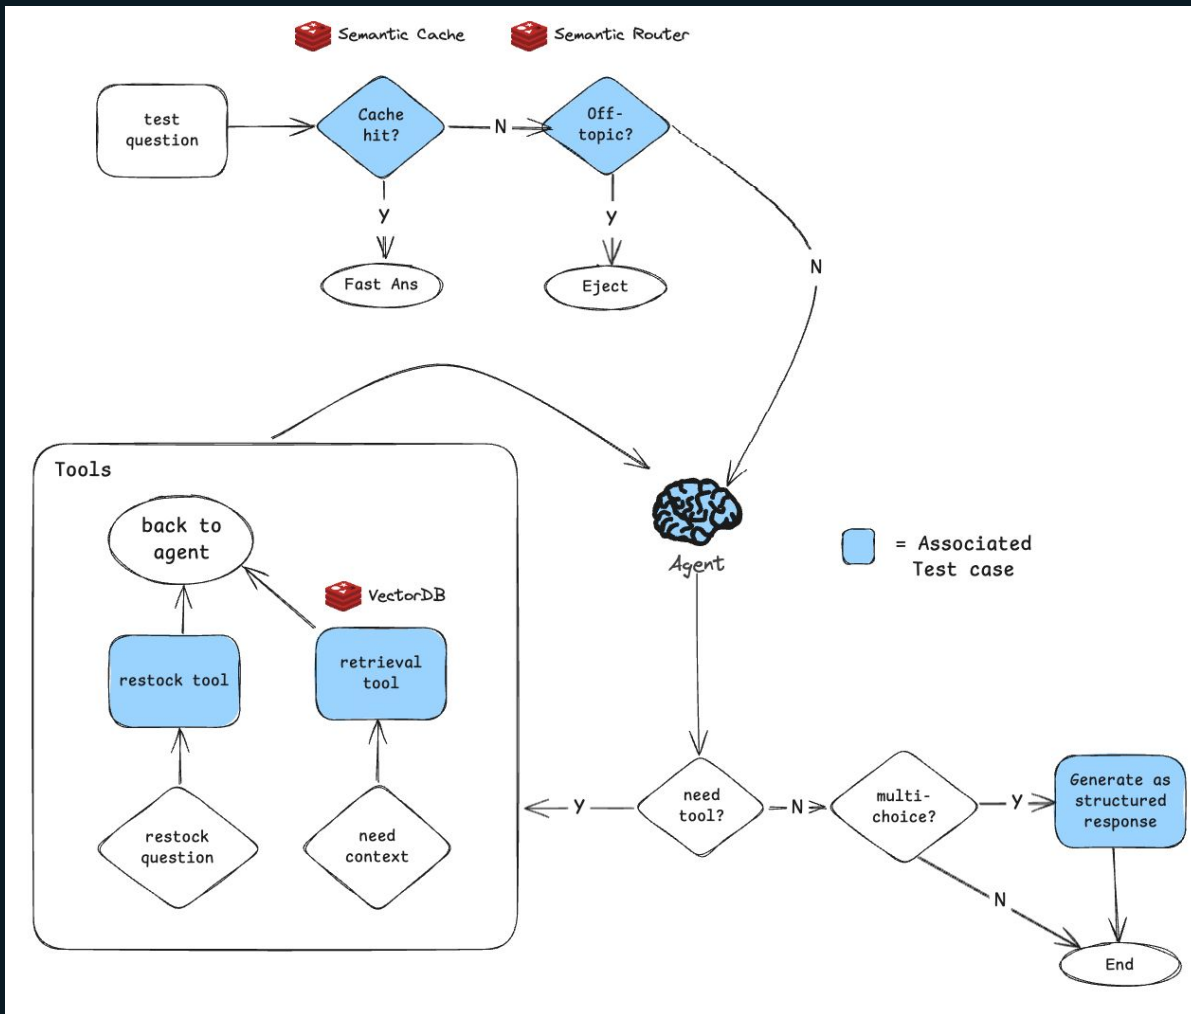 Semantic Cache
Semantic Router
test
question
Cache
hit?
N
Off-
topic?
Y
Y
N
Fast Ans
Eject
Tools
back to
agent
Agent
= Associated
Test case
VectorDB
restock tool
retrieval
tool
restock
question
need
context
Y
need
tool?
N
multi-
choice?
Y
Generate as
structured
response
N
End